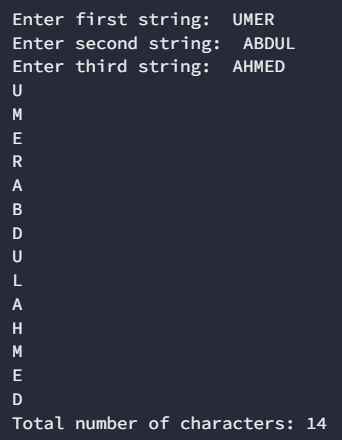 Enter first string:  UMER
Enter second string:  ABDUL
Enter third string:  AHMED
U
M
E
R
A
B
D
U
L
A
H
M
E
D
Total number of characters: 14